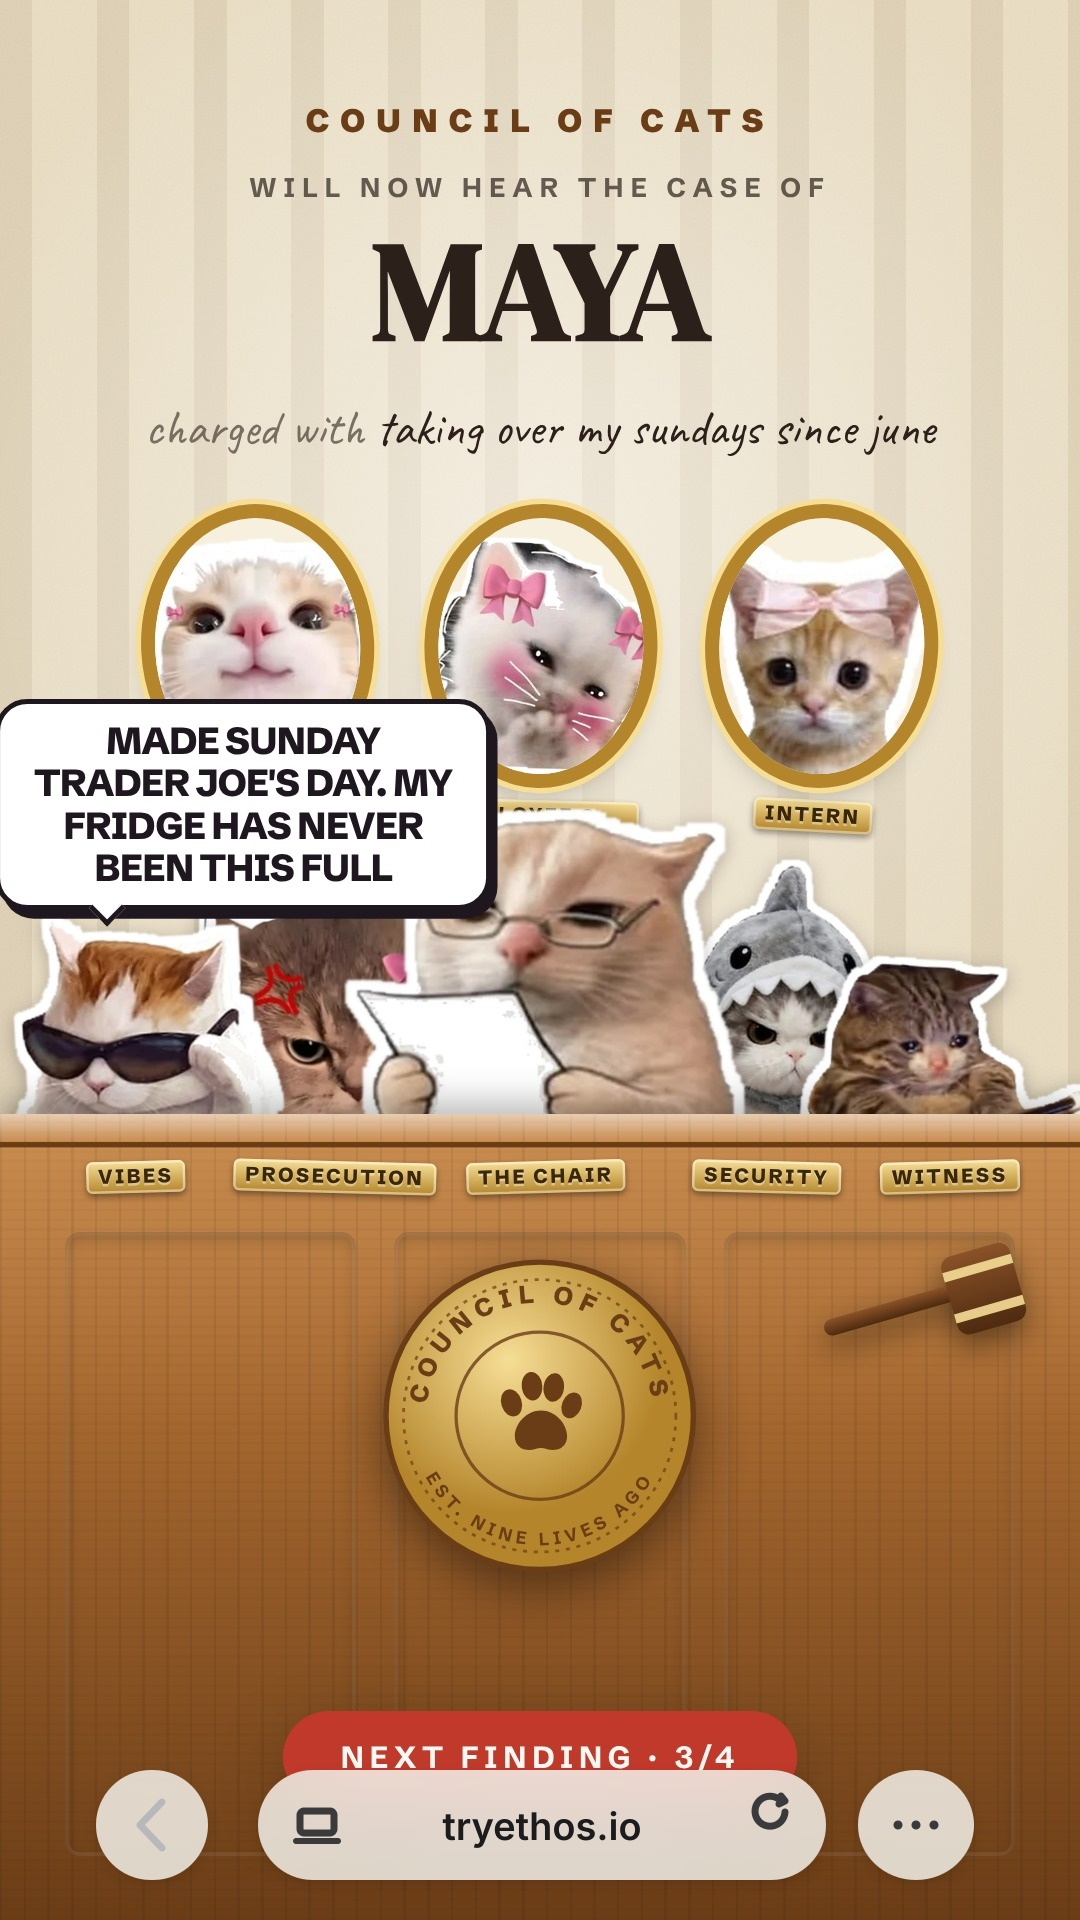 COUNCIL OF CATS
WILL NOW HEAR THE CASE OF
MAYA
charged with taking over my sundays since june
MADE SUNDAY
TRADER JOE'S DAY. MY
FRIDGE HAS NEVER
BEEN THIS FULL
INTERN
VIBES
PROSECUTION
THE CHAIR
SECURITY
WITNESS
COUNCIL OF CATS
EST. NINE LIVES AGO
NEXT FINDING · 3/4
tryethos.io